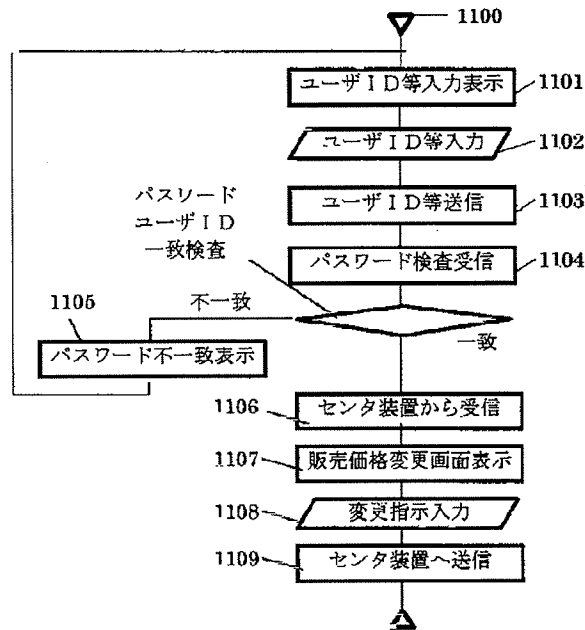 1100
ユーザID等入力表示
1101
ユーザID等入力
1102
ユーザID等送信
1103
パスワード
ユーザID
一致検査
パスワード検査受信
1104
不一致
一致
1105
パスワード不一致表示
1106
センタ装置から受信
1107
販売価格変更画面表示
1108
変更指示入力
1109
センタ装置へ送信